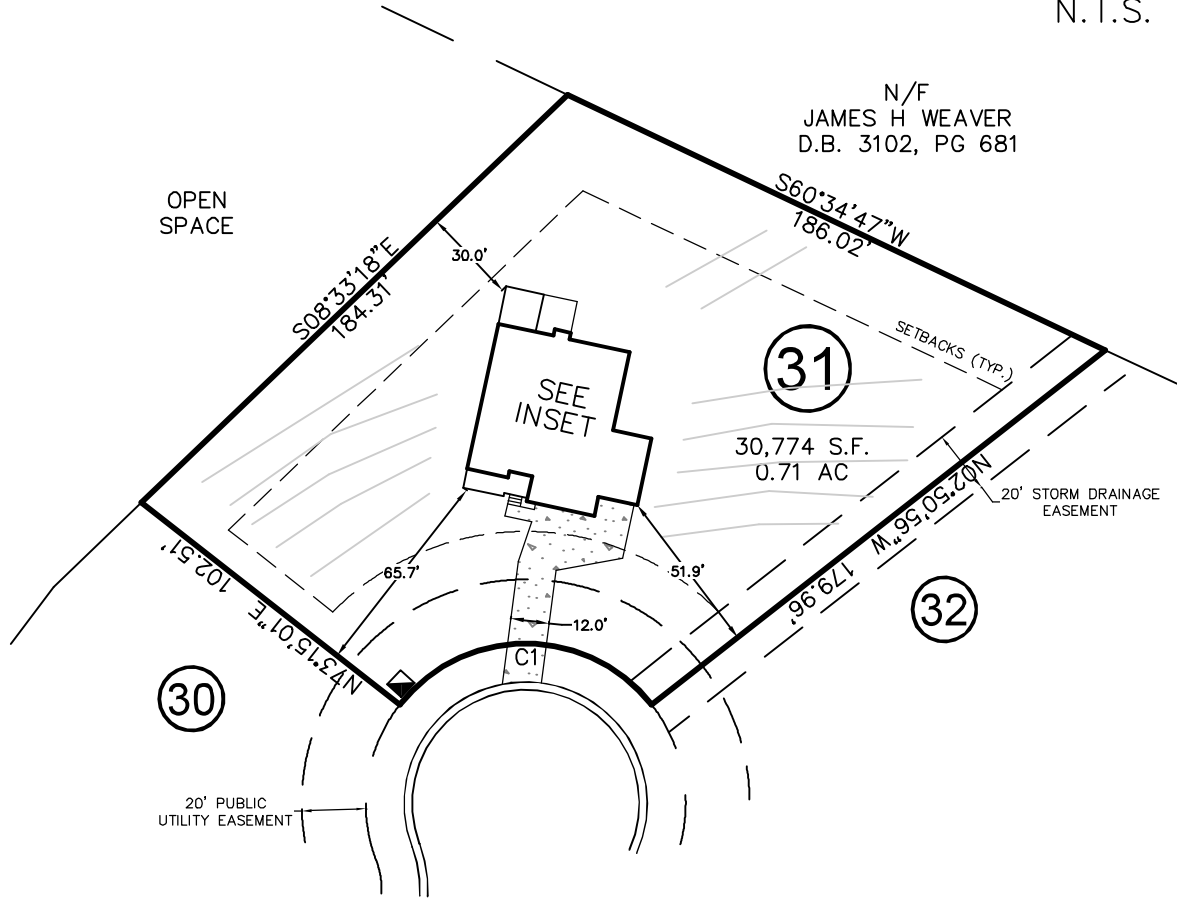 N.T.S.
N/F
JAMES H WEAVER
D.B. 3102, PG 681
OPEN
SPACE
S60°34'47"W
186.02'
S08°33'18"E
184.31'
30.0'
SETBACKS (TYP.)
31
SEE
INSET
30,774 S.F.
0.71 AC
N02°50'56"W
179.96'
20' STORM DRAINAGE
EASEMENT
N73°15'01"E 102.51'
65.7'
51.9'
12.0'
C1
32
30
20' PUBLIC
UTILITY EASEMENT